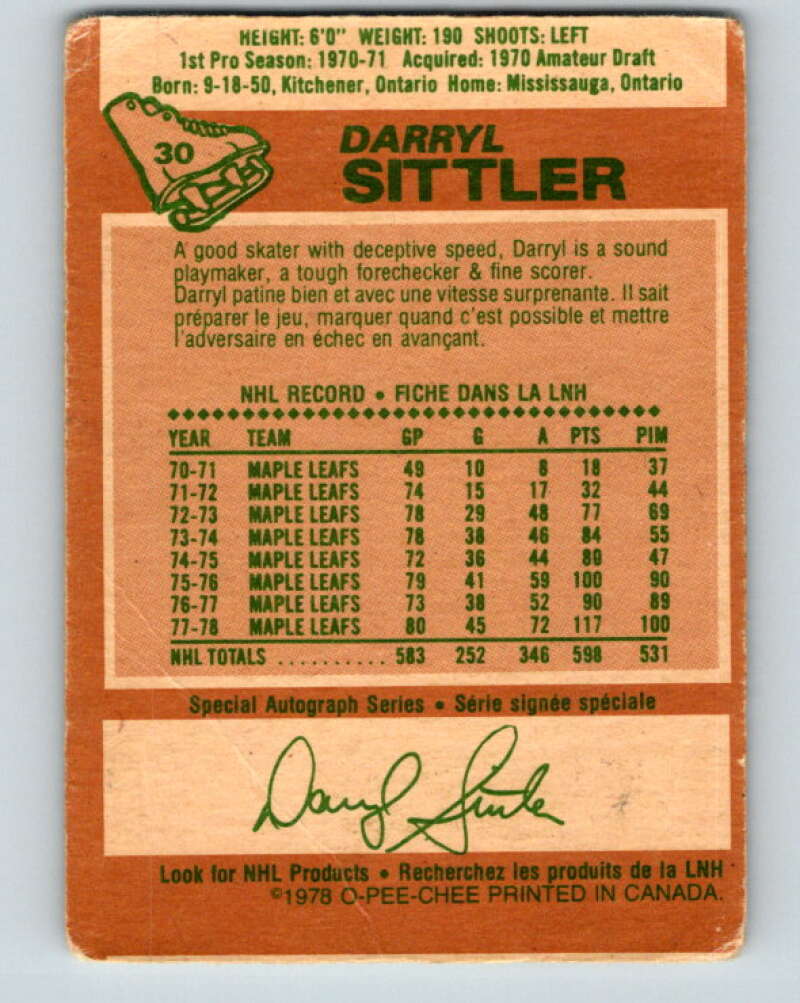 HEIGHT: 6'0" WEIGHT: 190 SHOOTS: LEFT
1st Pro Season: 1970-71 Acquired: 1970 Amateur Draft
Born: 9-18-50, Kitchener, Ontario Home: Mississauga, Ontario
30
DARRYL
SITTLER
A good skater with deceptive speed, Darryl is a sound
playmaker, a tough forechecker & fine scorer.
Darryl patine bien et avec une vitesse surprenante. Il sait
préparer le jeu, marquer quand c'est possible et mettre
l'adversaire en échec en avançant.
NHL RECORD • FICHE DANS LA LNH
YEAR TEAM GP G A PTS PIM
70-71 MAPLE LEAFS 49 10 8 18 37
71-72 MAPLE LEAFS 74 15 17 32 44
72-73 MAPLE LEAFS 78 29 48 77 69
73-74 MAPLE LEAFS 78 38 46 84 55
74-75 MAPLE LEAFS 72 36 44 80 47
75-76 MAPLE LEAFS 79 41 59 100 90
76-77 MAPLE LEAFS 73 38 52 90 89
77-78 MAPLE LEAFS 80 45 72 117 100
NHL TOTALS .......... 583 252 346 598 531
Special Autograph Series • Série signée spéciale
Darryl Sittler
Look for NHL Products • Recherchez les produits de la LNH
©1978 O-PEE-CHEE PRINTED IN CANADA.